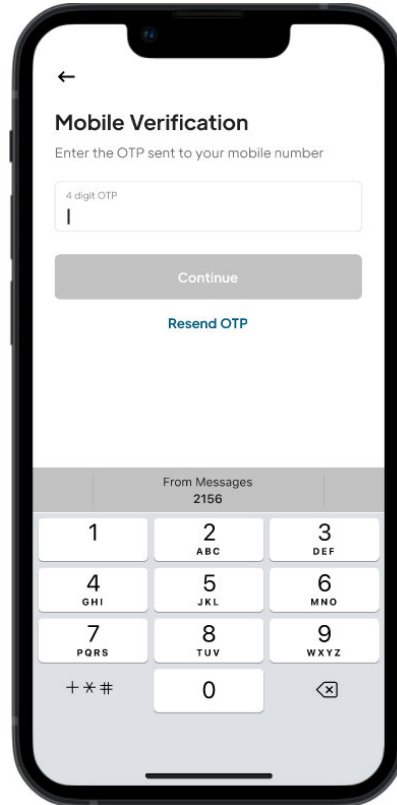 Mobile Verification
Enter the OTP sent to your mobile number
4 digit OTP
Continue
Resend OTP
From Messages
2156
1 2 3
ABC DEF
4 5 6
GHI JKL MNO
7 8 9
PQRS TUV WXYZ
+*# 0